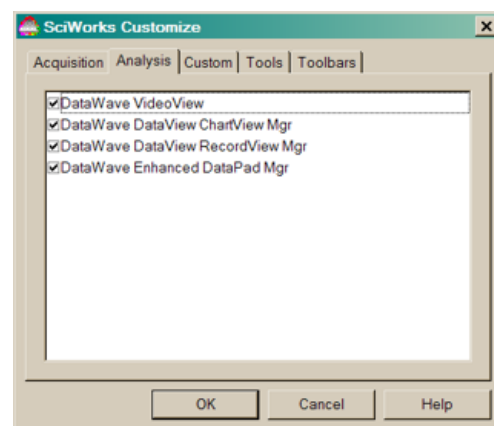 SciWorks Customize
Acquisition Analysis Custom Tools Toolbars
DataWave VideoView
DataWave DataView ChartView Mgr
DataWave DataView RecordView Mgr
DataWave Enhanced DataPad Mgr
OK Cancel Help